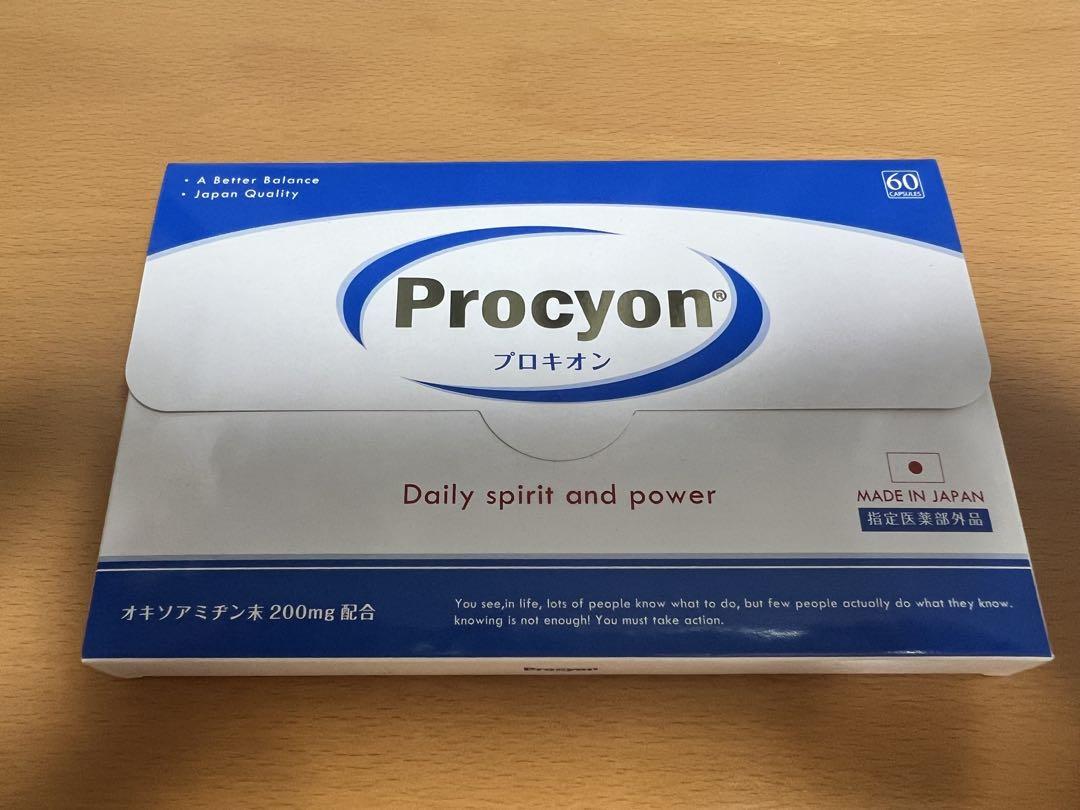 ・A Better Balance
・Japan Quality
60
CAPSULES
Procyon®
プロキオン
Daily spirit and power
MADE IN JAPAN
指定医薬部外品
オキソアミヂン末 200mg 配合
You see,in life, lots of people know what to do, but few people actually do what they know.
knowing is not enough! You must take action.
Procyon